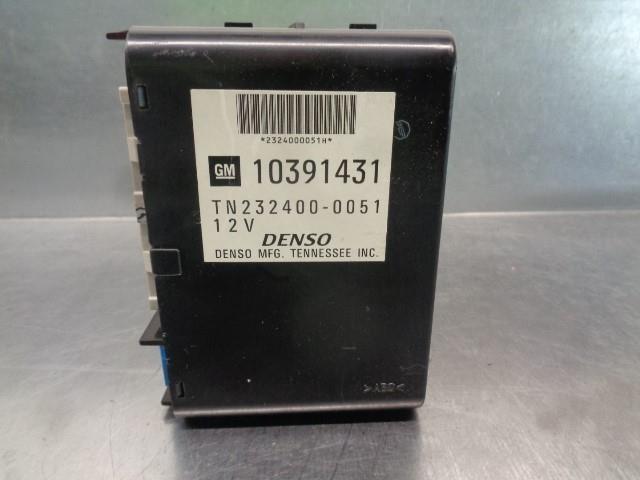 *2324000051H*
GM 10391431
TN232400-0051
12V
DENSO
DENSO MFG. TENNESSEE INC.
>ABS<